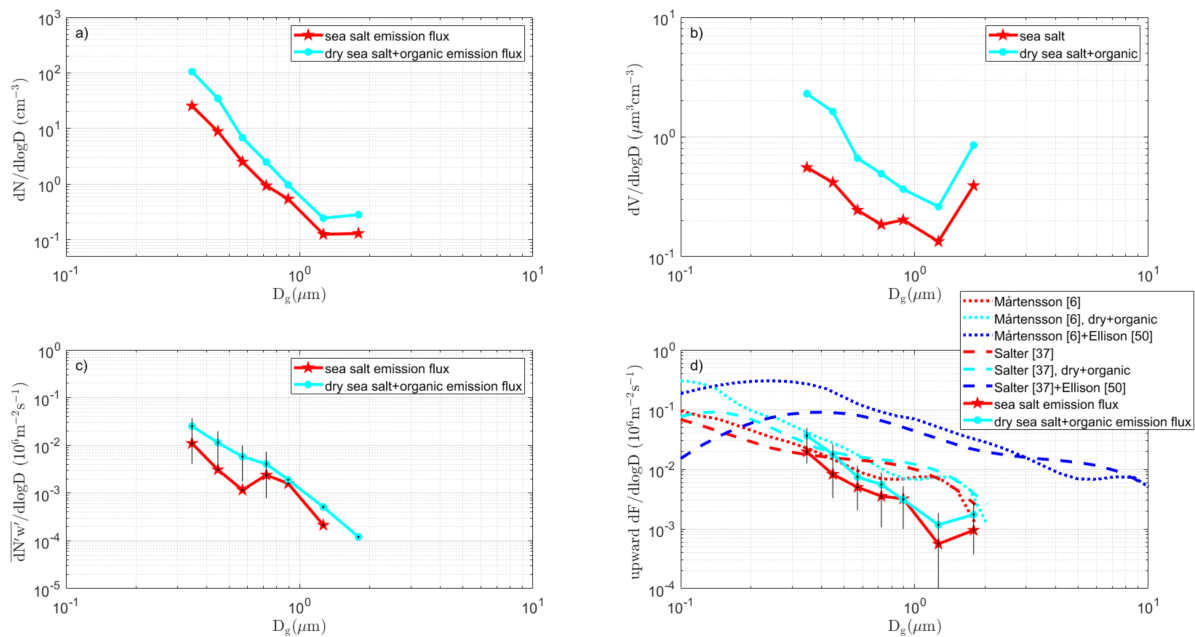 a)
sea salt emission flux
dry sea salt+organic emission flux
dN/dlogD (cm⁻³)
10³
10²
10¹
10⁰
10⁻¹
10⁻¹ 10⁰ 10¹
D_g(μm)
b)
sea salt
dry sea salt+organic
dV/dlogD (μm³cm⁻³)
10¹
10⁰
10⁻¹
10⁻¹ 10⁰ 10¹
D_g(μm)
c)
sea salt emission flux
dry sea salt+organic emission flux
dN'w'/dlogD (10⁶m⁻²s⁻¹)
10⁰
10⁻¹
10⁻²
10⁻³
10⁻⁴
10⁻⁵
10⁻¹ 10⁰ 10¹
D_g(μm)
d)
Mårtensson [6]
Mårtensson [6], dry+organic
Mårtensson [6]+Ellison [50]
Salter [37]
Salter [37], dry+organic
Salter [37]+Ellison [50]
sea salt emission flux
dry sea salt+organic emission flux
upward dF/dlogD (10⁶m⁻²s⁻¹)
10⁰
10⁻¹
10⁻²
10⁻³
10⁻⁴
10⁻¹ 10⁰ 10¹
D_g(μm)